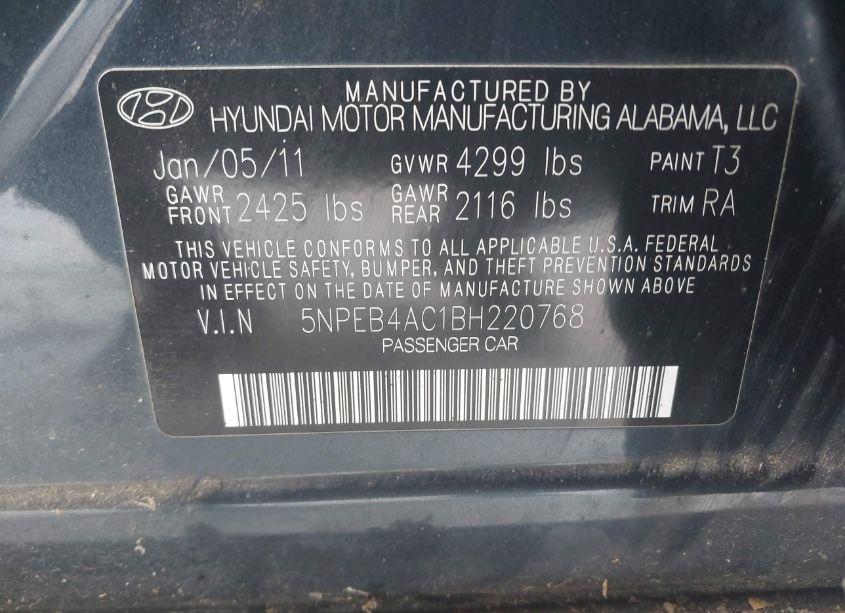 MANUFACTURED BY
HYUNDAI MOTOR MANUFACTURING ALABAMA, LLC
Jan/05/11 GVWR 4299 lbs PAINT T3
GAWR FRONT 2425 lbs GAWR REAR 2116 lbs TRIM RA
THIS VEHICLE CONFORMS TO ALL APPLICABLE U.S.A. FEDERAL
MOTOR VEHICLE SAFETY, BUMPER, AND THEFT PREVENTION STANDARDS
IN EFFECT ON THE DATE OF MANUFACTURE SHOWN ABOVE
V.I.N 5NPEB4AC1BH220768
PASSENGER CAR